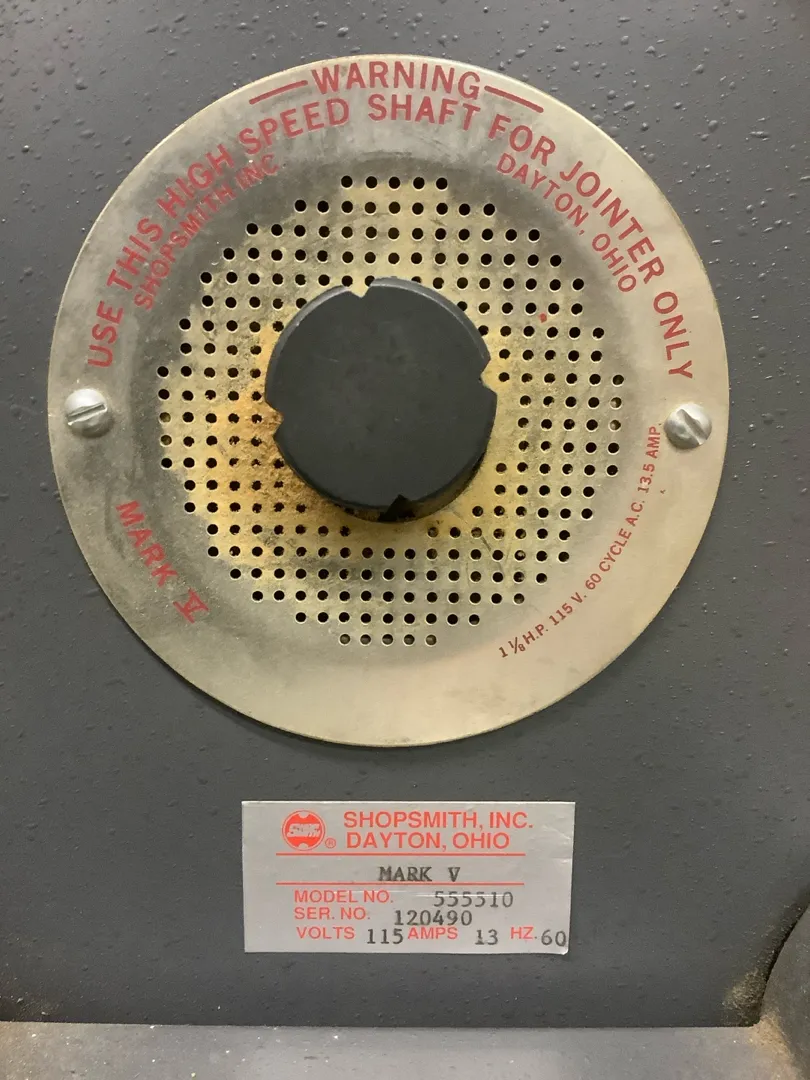 WARNING
USE THIS HIGH SPEED SHAFT FOR JOINTER ONLY
SHOPSMITH INC. DAYTON, OHIO
MARK V
1 1/8 H.P. 115 V. 60 CYCLE A.C. 13.5 AMP.
SHOP SMITH ® SHOPSMITH, INC.
DAYTON, OHIO
MARK V
MODEL NO. 555510
SER. NO. 120490
VOLTS 115 AMPS 13 HZ. 60